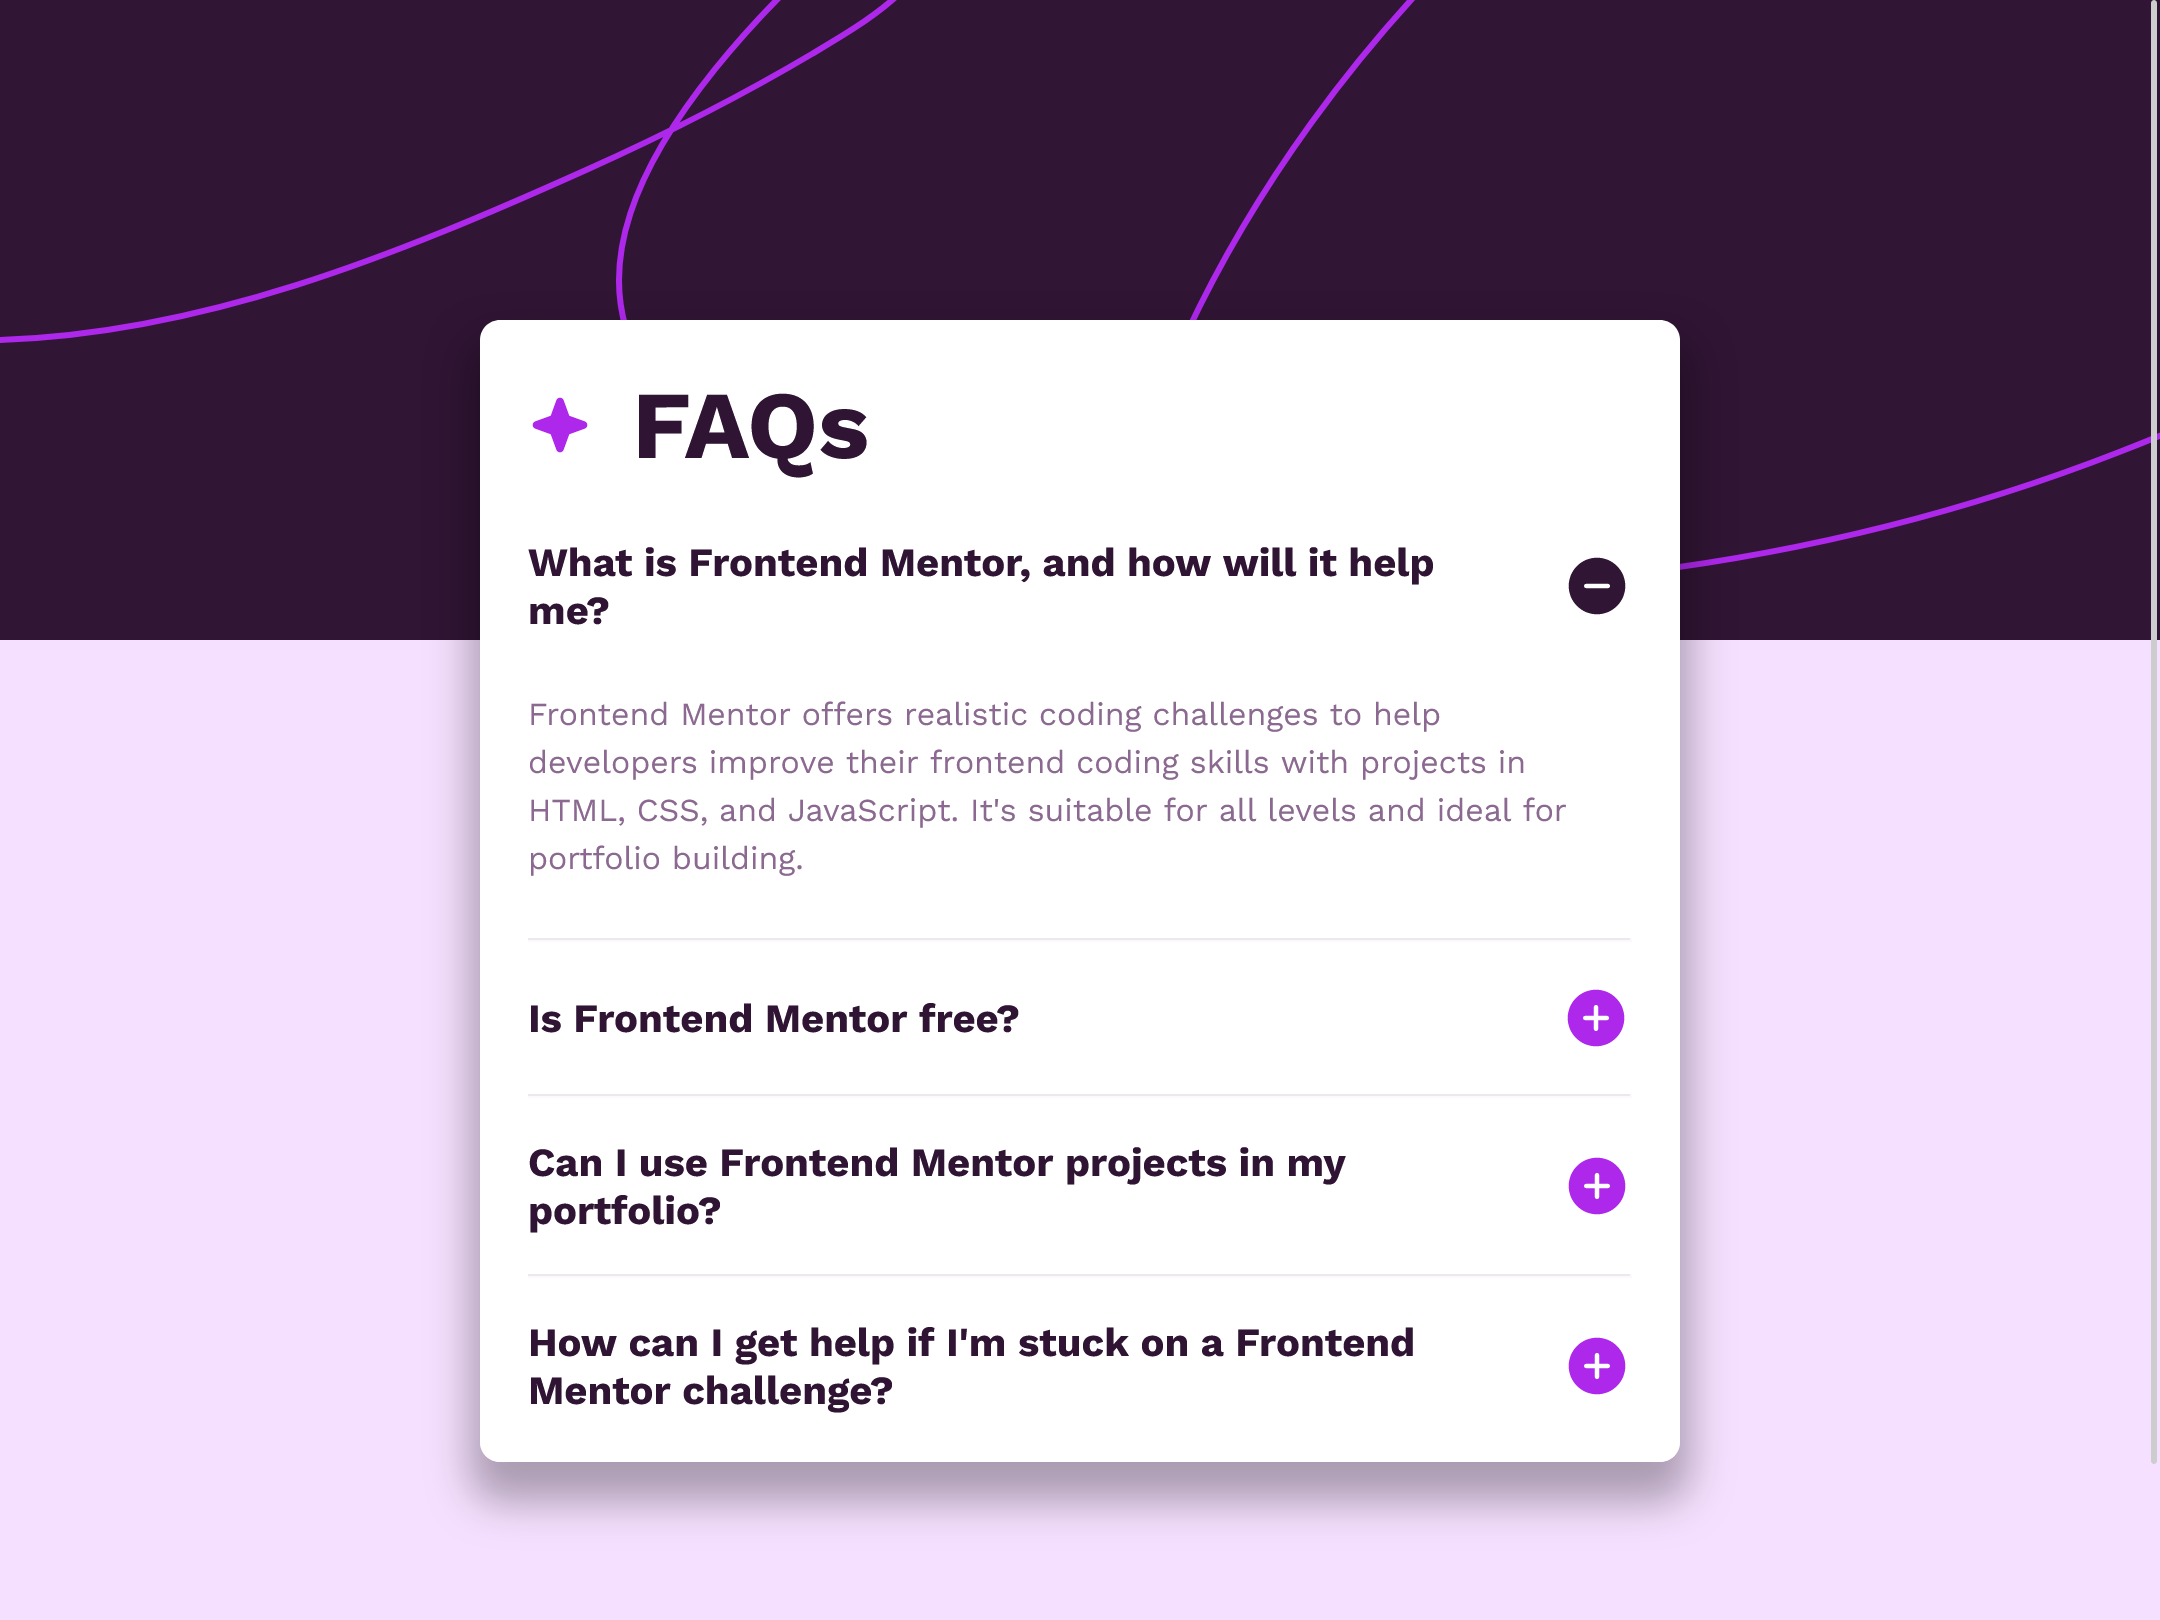 FAQs
What is Frontend Mentor, and how will it help
me?
Frontend Mentor offers realistic coding challenges to help
developers improve their frontend coding skills with projects in
HTML, CSS, and JavaScript. It's suitable for all levels and ideal for
portfolio building.
Is Frontend Mentor free?
Can I use Frontend Mentor projects in my
portfolio?
How can I get help if I'm stuck on a Frontend
Mentor challenge?